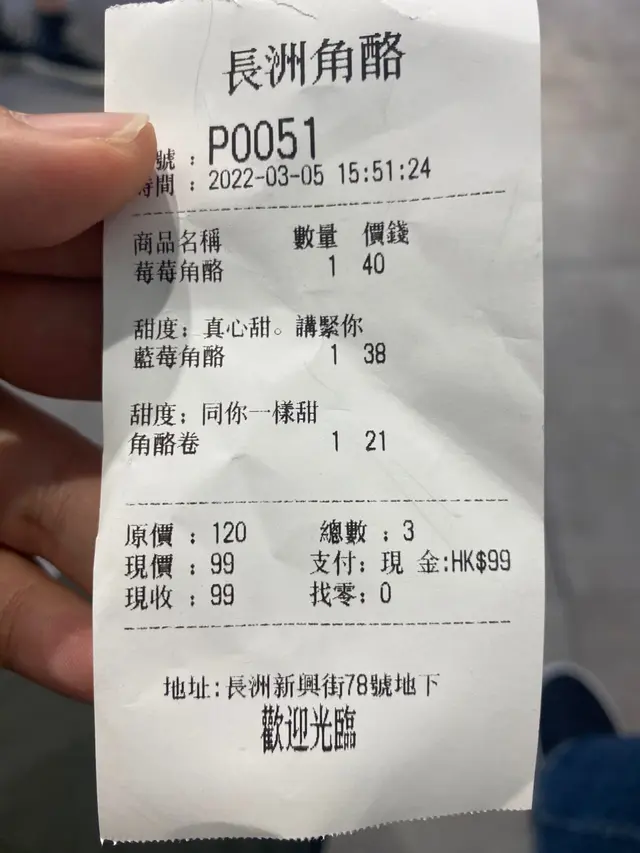 長洲角酪
號：P0051
時間：2022-03-05 15:51:24
商品名稱 數量 價錢
莓莓角酪 1 40
甜度；真心甜。講緊你
藍莓角酪 1 38
甜度；同你一樣甜
角酪卷 1 21
原價：120 總數：3
現價：99 支付：現 金:HK$99
現收：99 找零：0
地址:長洲新興街78號地下
歡迎光臨